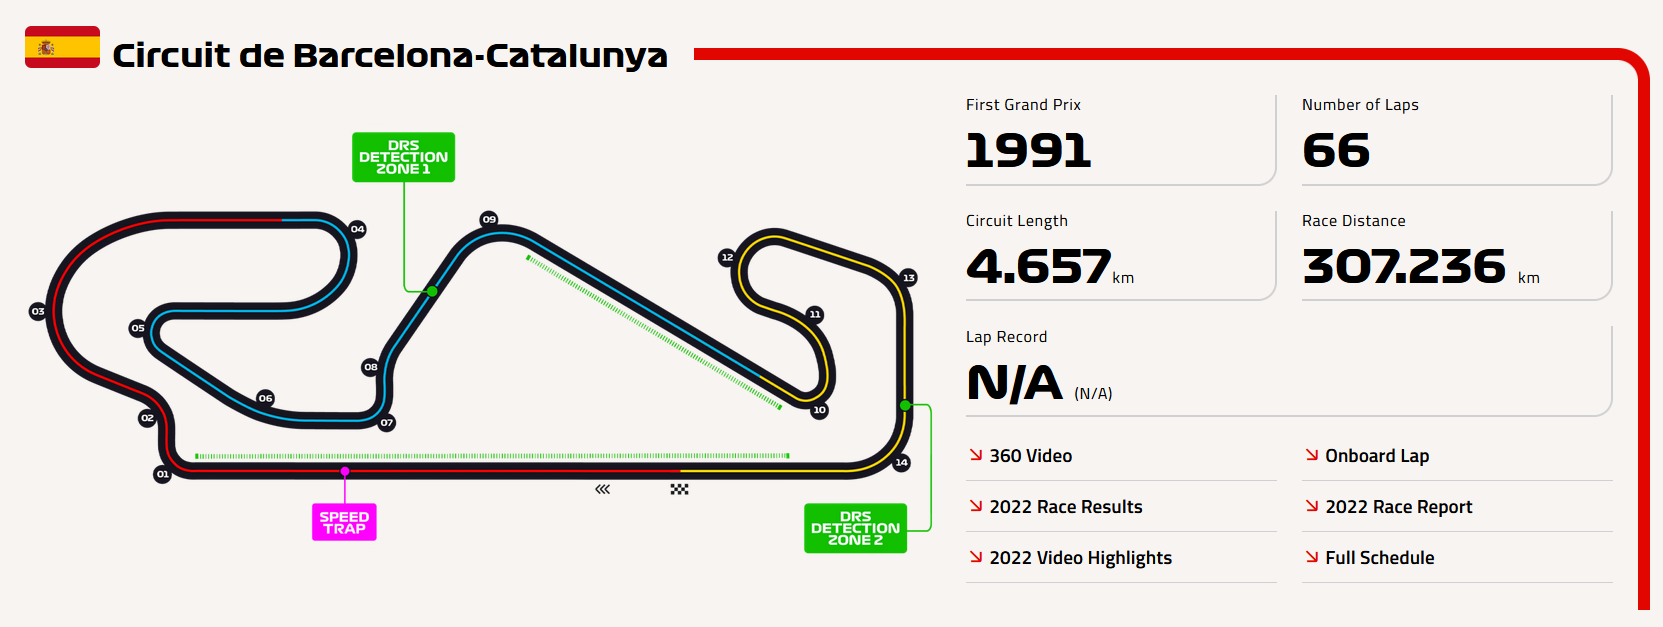 Circuit de Barcelona-Catalunya
DRS
DETECTION
ZONE 1
09
04
12
13
03
11
05
08
06
10
02
07
01
14
SPEED
TRAP
DRS
DETECTION
ZONE 2
First Grand Prix
1991
Number of Laps
66
Circuit Length
4.657 km
Race Distance
307.236 km
Lap Record
N/A (N/A)
360 Video
Onboard Lap
2022 Race Results
2022 Race Report
2022 Video Highlights
Full Schedule